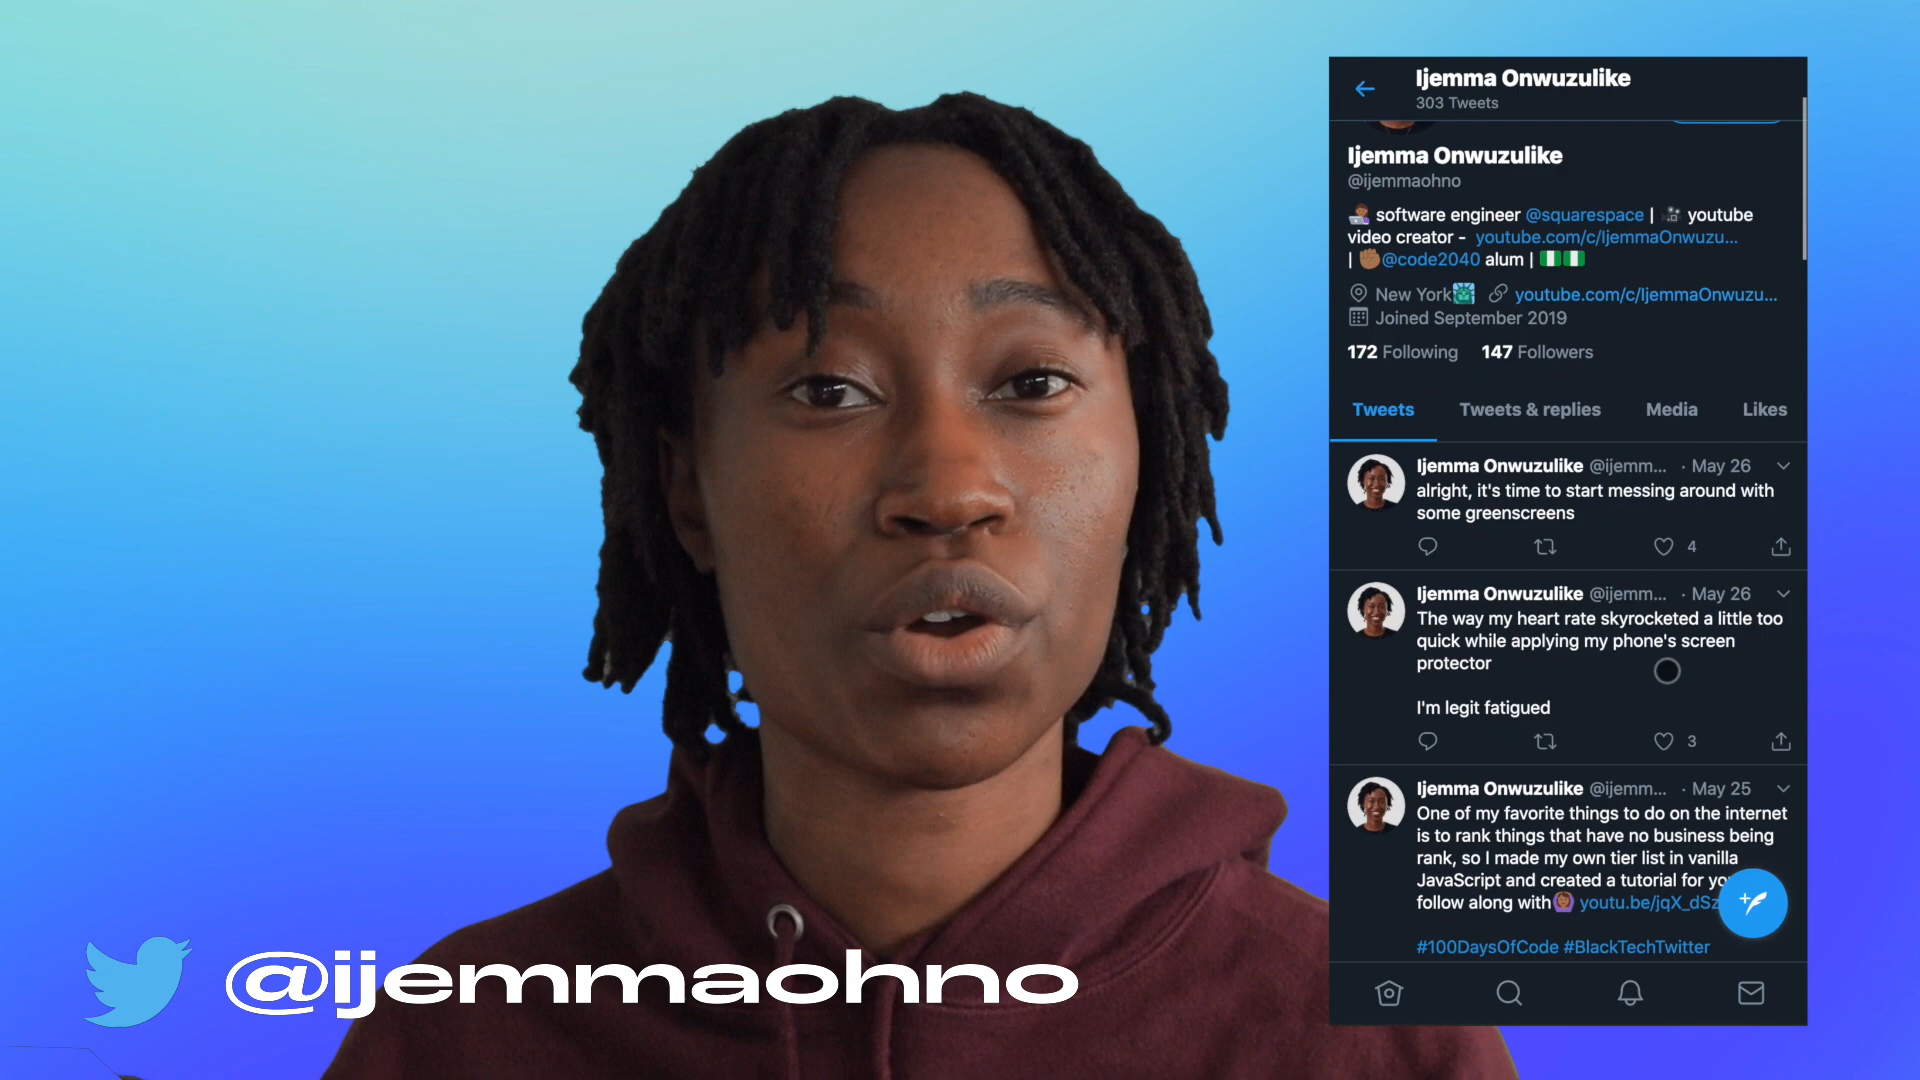 Ijemma Onwuzulike
303 Tweets
Ijemma Onwuzulike
@ijemmaohno
software engineer @squarespace | youtube
video creator - youtube.com/c/IjemmaOnwuzu...
| @code2040 alum |
New York youtube.com/c/IjemmaOnwuzu...
Joined September 2019
172 Following 147 Followers
Tweets Tweets & replies Media Likes
Ijemma Onwuzulike @ijemm... · May 26
alright, it's time to start messing around with
some greenscreens
4
Ijemma Onwuzulike @ijemm... · May 26
The way my heart rate skyrocketed a little too
quick while applying my phone's screen
protector
I'm legit fatigued
3
Ijemma Onwuzulike @ijemm... · May 25
One of my favorite things to do on the internet
is to rank things that have no business being
rank, so I made my own tier list in vanilla
JavaScript and created a tutorial for
follow along with youtu.be/jqX_dSz
#100DaysOfCode #BlackTechTwitter
@ijemmaohno